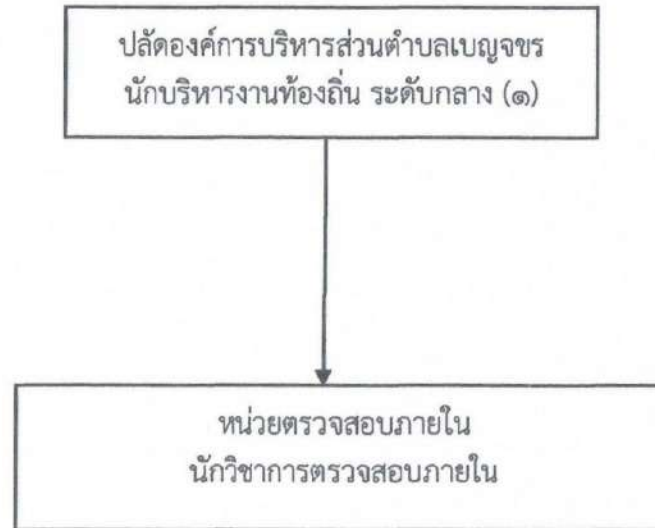 ปลัดองค์การบริหารส่วนตำบลเบญจขร
นักบริหารงานท้องถิ่น ระดับกลาง (๑)
หน่วยตรวจสอบภายใน
นักวิชาการตรวจสอบภายใน